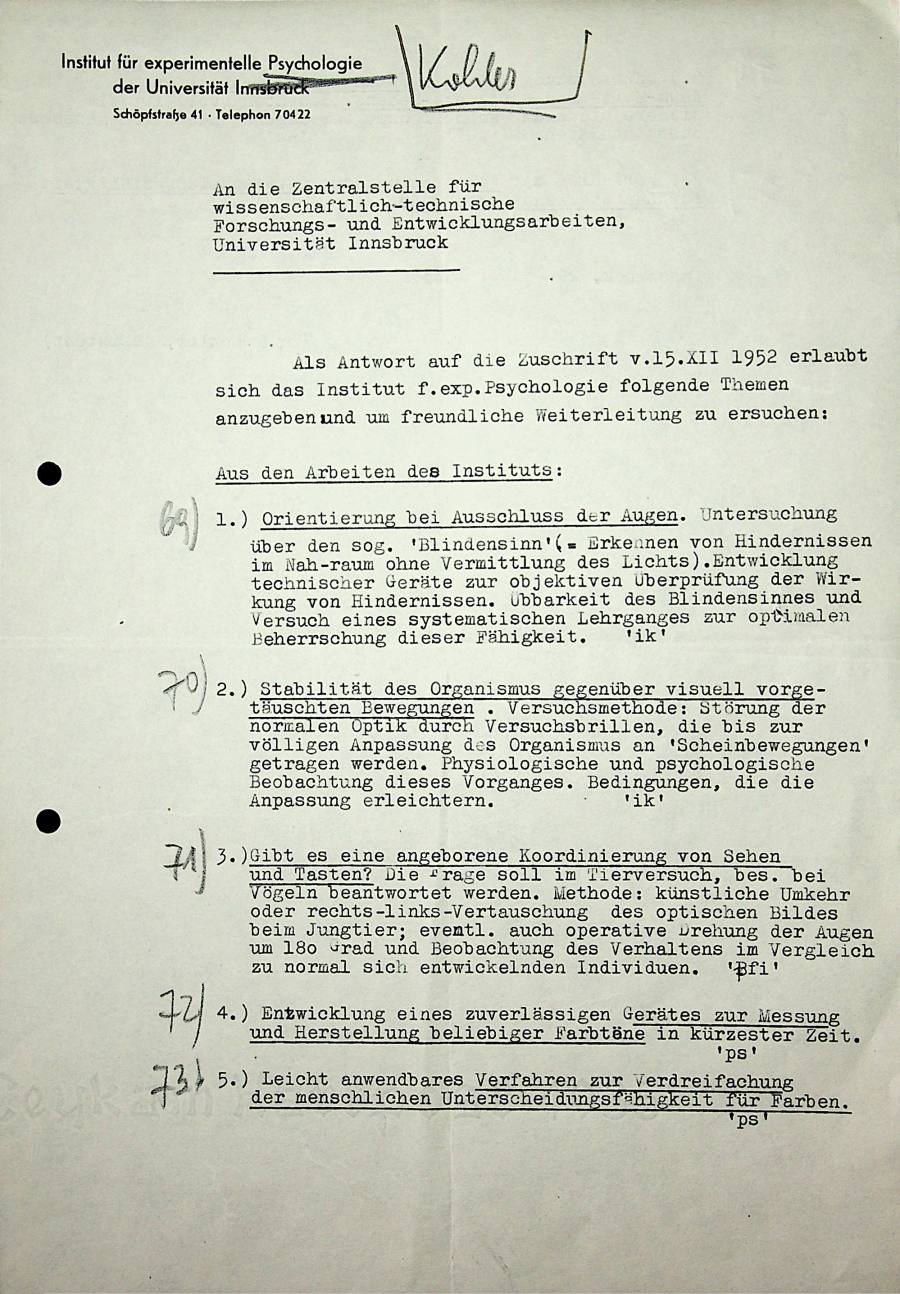 Institut für experimentelle Psychologie
der Universität Innsbruck
Schöpfstraße 41 · Telephon 70422
Kohler
An die Zentralstelle für
wissenschaftlich-technische
Forschungs- und Entwicklungsarbeiten,
Universität Innsbruck
Als Antwort auf die Zuschrift v.15.XII 1952 erlaubt
sich das Institut f.exp.Psychologie folgende Themen
anzugeben und um freundliche Weiterleitung zu ersuchen:
Aus den Arbeiten des Instituts:
69) 1.) Orientierung bei Ausschluss der Augen. Untersuchung
über den sog. 'Blindensinn'(= Erkennen von Hindernissen
im Nah-raum ohne Vermittlung des Lichts).Entwicklung
technischer Geräte zur objektiven Überprüfung der Wir-
kung von Hindernissen. Übbarkeit des Blindensinnes und
Versuch eines systematischen Lehrganges zur optimalen
Beherrschung dieser Fähigkeit. 'ik'
70) 2.) Stabilität des Organismus gegenüber visuell vorge-
täuschten Bewegungen . Versuchsmethode: Störung der
normalen Optik durch Versuchsbrillen, die bis zur
völligen Anpassung des Organismus an 'Scheinbewegungen'
getragen werden. Physiologische und psychologische
Beobachtung dieses Vorganges. Bedingungen, die die
Anpassung erleichtern. 'ik'
71) 3.)Gibt es eine angeborene Koordinierung von Sehen
und Tasten? Die Frage soll im Tierversuch, bes. bei
Vögeln beantwortet werden. Methode: künstliche Umkehr
oder rechts-links-Vertauschung des optischen Bildes
beim Jungtier; eventl. auch operative Drehung der Augen
um 18o Grad und Beobachtung des Verhaltens im Vergleich
zu normal sich entwickelnden Individuen. 'Bfi'
72) 4.) Entwicklung eines zuverlässigen Gerätes zur Messung
und Herstellung beliebiger Farbtöne in kürzester Zeit.
'ps'
73) 5.) Leicht anwendbares Verfahren zur Verdreifachung
der menschlichen Unterscheidungsfähigkeit für Farben.
'ps'